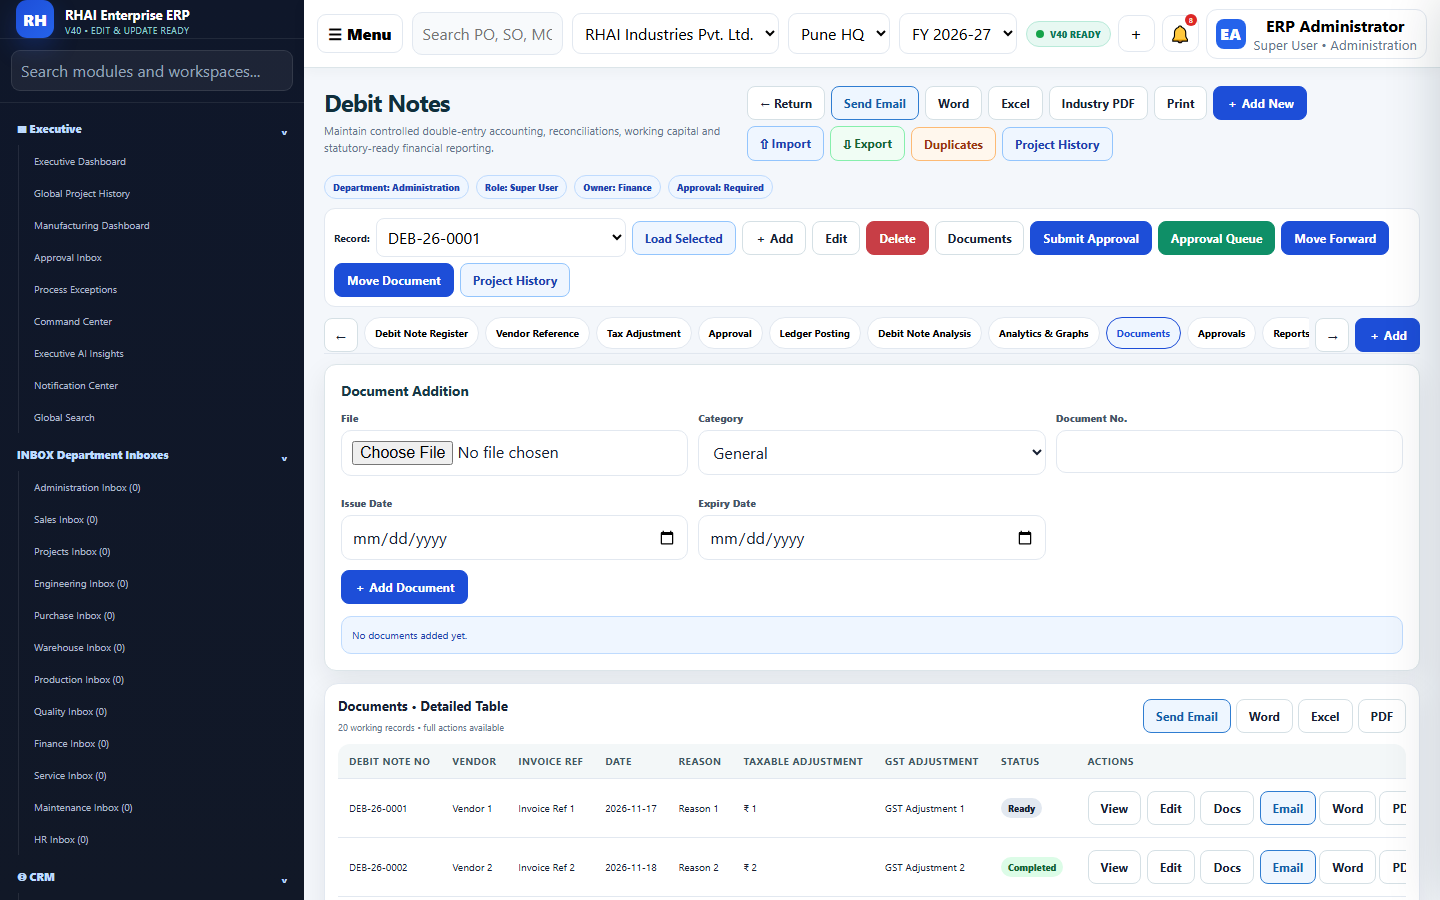 RH
RHAI Enterprise ERP
V40 • EDIT & UPDATE READY
Search modules and workspaces...
Executive
Executive Dashboard
Global Project History
Manufacturing Dashboard
Approval Inbox
Process Exceptions
Command Center
Executive AI Insights
Notification Center
Global Search
INBOX Department Inboxes
Administration Inbox (0)
Sales Inbox (0)
Projects Inbox (0)
Engineering Inbox (0)
Purchase Inbox (0)
Warehouse Inbox (0)
Production Inbox (0)
Quality Inbox (0)
Finance Inbox (0)
Service Inbox (0)
Maintenance Inbox (0)
HR Inbox (0)
CRM
☰ Menu
Search PO, SO, MO
RHAI Industries Pvt. Ltd.
Pune HQ
FY 2026-27
V40 READY
+
8
EA
ERP Administrator
Super User • Administration
Debit Notes
Maintain controlled double-entry accounting, reconciliations, working capital and
statutory-ready financial reporting.
← Return
Send Email
Word
Excel
Industry PDF
Print
+ Add New
⇧ Import
⇩ Export
Duplicates
Project History
Department: Administration
Role: Super User
Owner: Finance
Approval: Required
Record:
DEB-26-0001
Load Selected
+ Add
Edit
Delete
Documents
Submit Approval
Approval Queue
Move Forward
Move Document
Project History
←
Debit Note Register
Vendor Reference
Tax Adjustment
Approval
Ledger Posting
Debit Note Analysis
Analytics & Graphs
Documents
Approvals
Reports
→
+ Add
Document Addition
File
Category
Document No.
Choose File No file chosen
General
Issue Date
Expiry Date
mm/dd/yyyy
mm/dd/yyyy
+ Add Document
No documents added yet.
Documents • Detailed Table
20 working records • full actions available
Send Email
Word
Excel
PDF
DEBIT NOTE NO VENDOR INVOICE REF DATE REASON TAXABLE ADJUSTMENT GST ADJUSTMENT STATUS ACTIONS
DEB-26-0001 Vendor 1 Invoice Ref 1 2026-11-17 Reason 1 ₹ 1 GST Adjustment 1 Ready View Edit Docs Email Word PD
DEB-26-0002 Vendor 2 Invoice Ref 2 2026-11-18 Reason 2 ₹ 2 GST Adjustment 2 Completed View Edit Docs Email Word PD